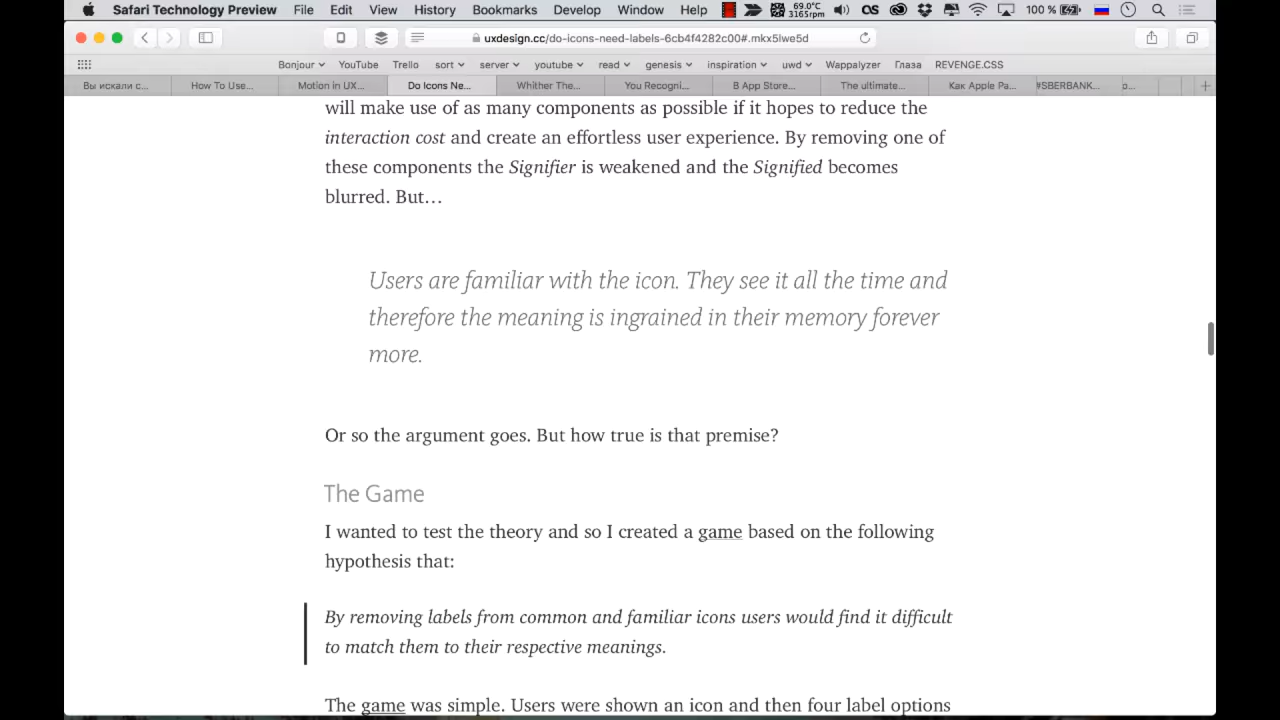 Safari Technology Preview File Edit View History Bookmarks Develop Window Help 69.0°C 3165rpm 100 %
uxdesign.cc/do-icons-need-labels-6cb4f4282c00#.mkx5lwe5d
Bonjour YouTube Trello sort server youtube read genesis inspiration uwd Wappalyzer Глаза REVENGE.CSS
Вы искали с... How To Use... Motion in UX... Do Icons Ne... Whither The... You Recogni... В App Store... The ultimate... Как Apple Pa... #SBERBANK... о...
will make use of as many components as possible if it hopes to reduce the
interaction cost and create an effortless user experience. By removing one of
these components the Signifier is weakened and the Signified becomes
blurred. But…
Users are familiar with the icon. They see it all the time and
therefore the meaning is ingrained in their memory forever
more.
Or so the argument goes. But how true is that premise?
The Game
I wanted to test the theory and so I created a game based on the following
hypothesis that:
By removing labels from common and familiar icons users would find it difficult
to match them to their respective meanings.
The game was simple. Users were shown an icon and then four label options